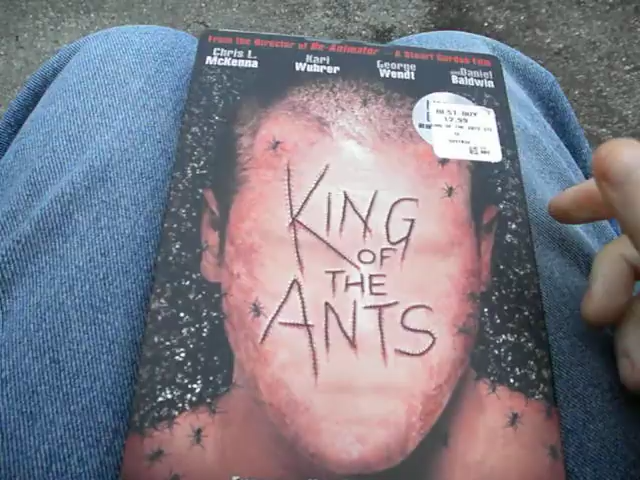 From the Director of Re-Animator A Stuart Gordon Film
Chris L. McKenna
Kari Wuhrer
George Wendt
and Daniel Baldwin
BEST BUY
12.99
KING
OF
THE
ANTS